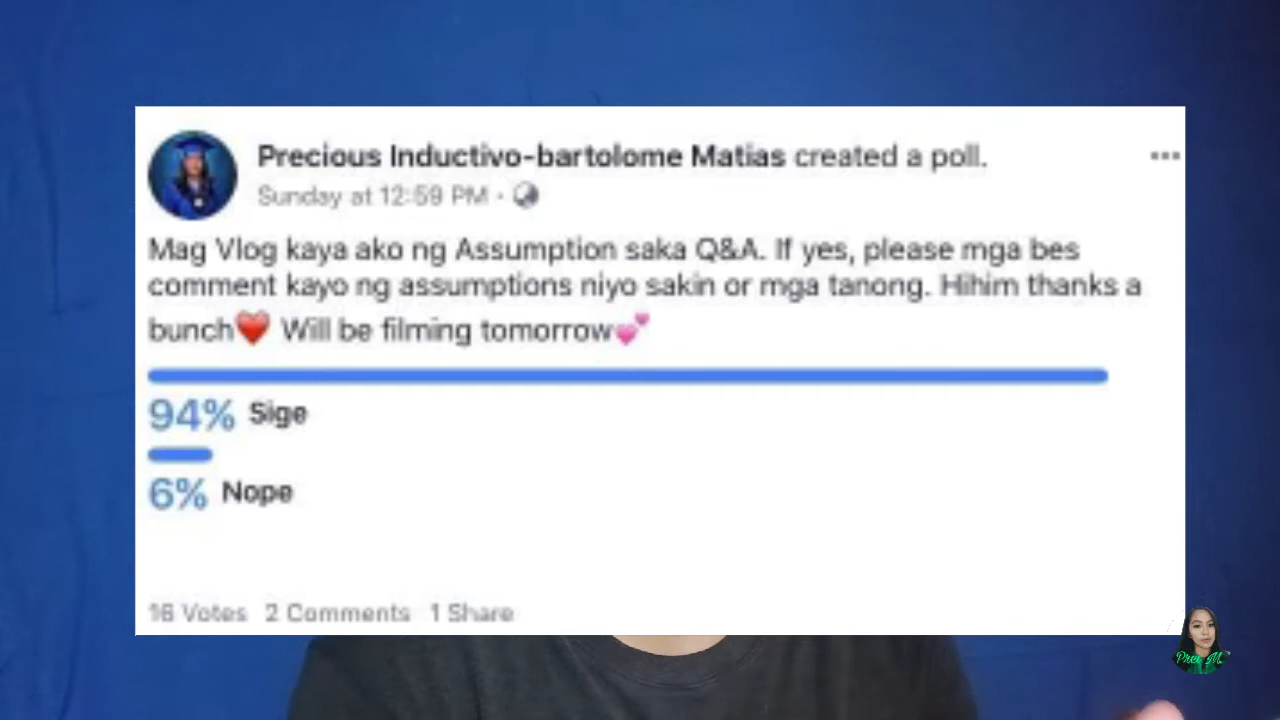 Precious Inductivo-bartolome Matias created a poll.
Sunday at 12:59 PM ·
Mag Vlog kaya ako ng Assumption saka Q&A. If yes, please mga bes
comment kayo ng assumptions niyo sakin or mga tanong. Hihim thanks a
bunch❤️ Will be filming tomorrow💕
94% Sige
6% Nope
16 Votes 2 Comments 1 Share